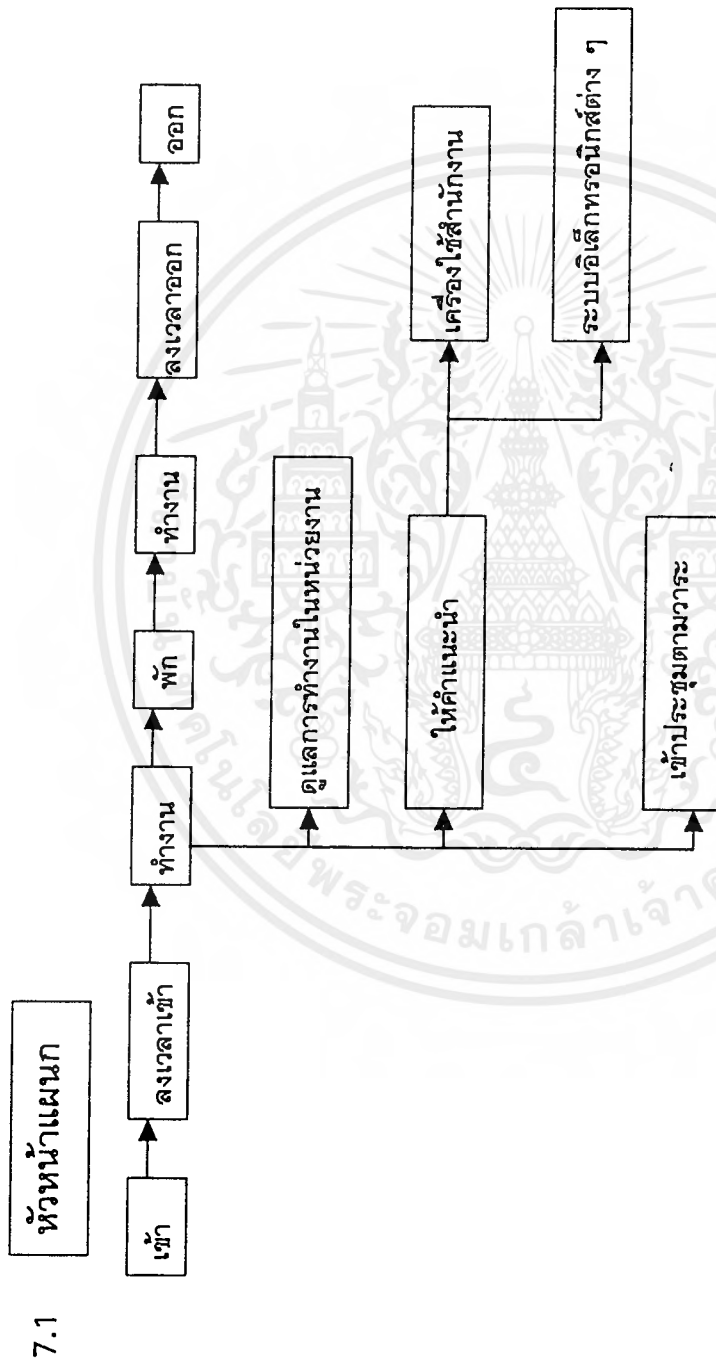 7.1
หัวหน้าแผนก
เข้า
ลงเวลาเข้า
ทำงาน
พัก
ทำงาน
ลงเวลาออก
ออก
ดูแลการทำงานในหน่วยงาน
ให้คำแนะนำ
เครื่องใช้สำนักงาน
ระบบอิเล็กทรอนิกส์ต่าง ๆ
เข้าประชุมตามวาระ